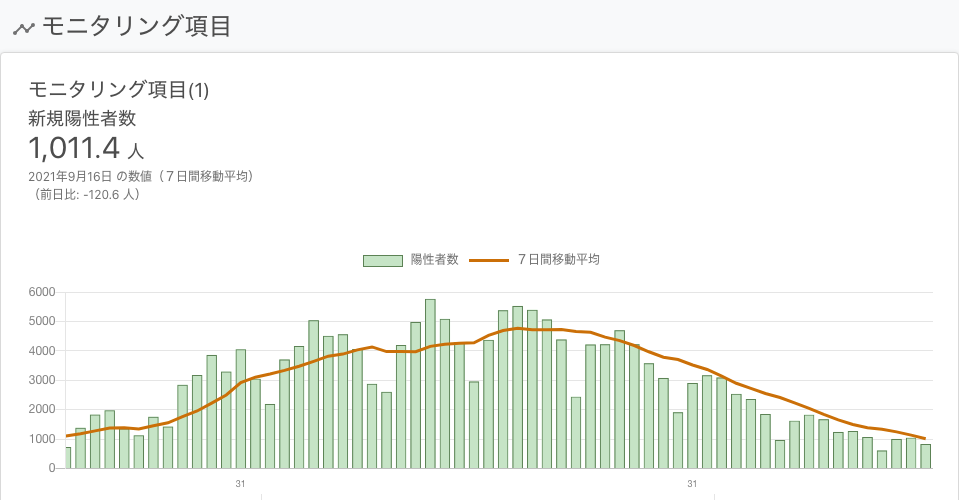 モニタリング項目
モニタリング項目(1)
新規陽性者数
1,011.4 人
2021年9月16日 の数値（７日間移動平均）
（前日比: -120.6 人）
陽性者数 ７日間移動平均
6000
5000
4000
3000
2000
1000
0
31 31